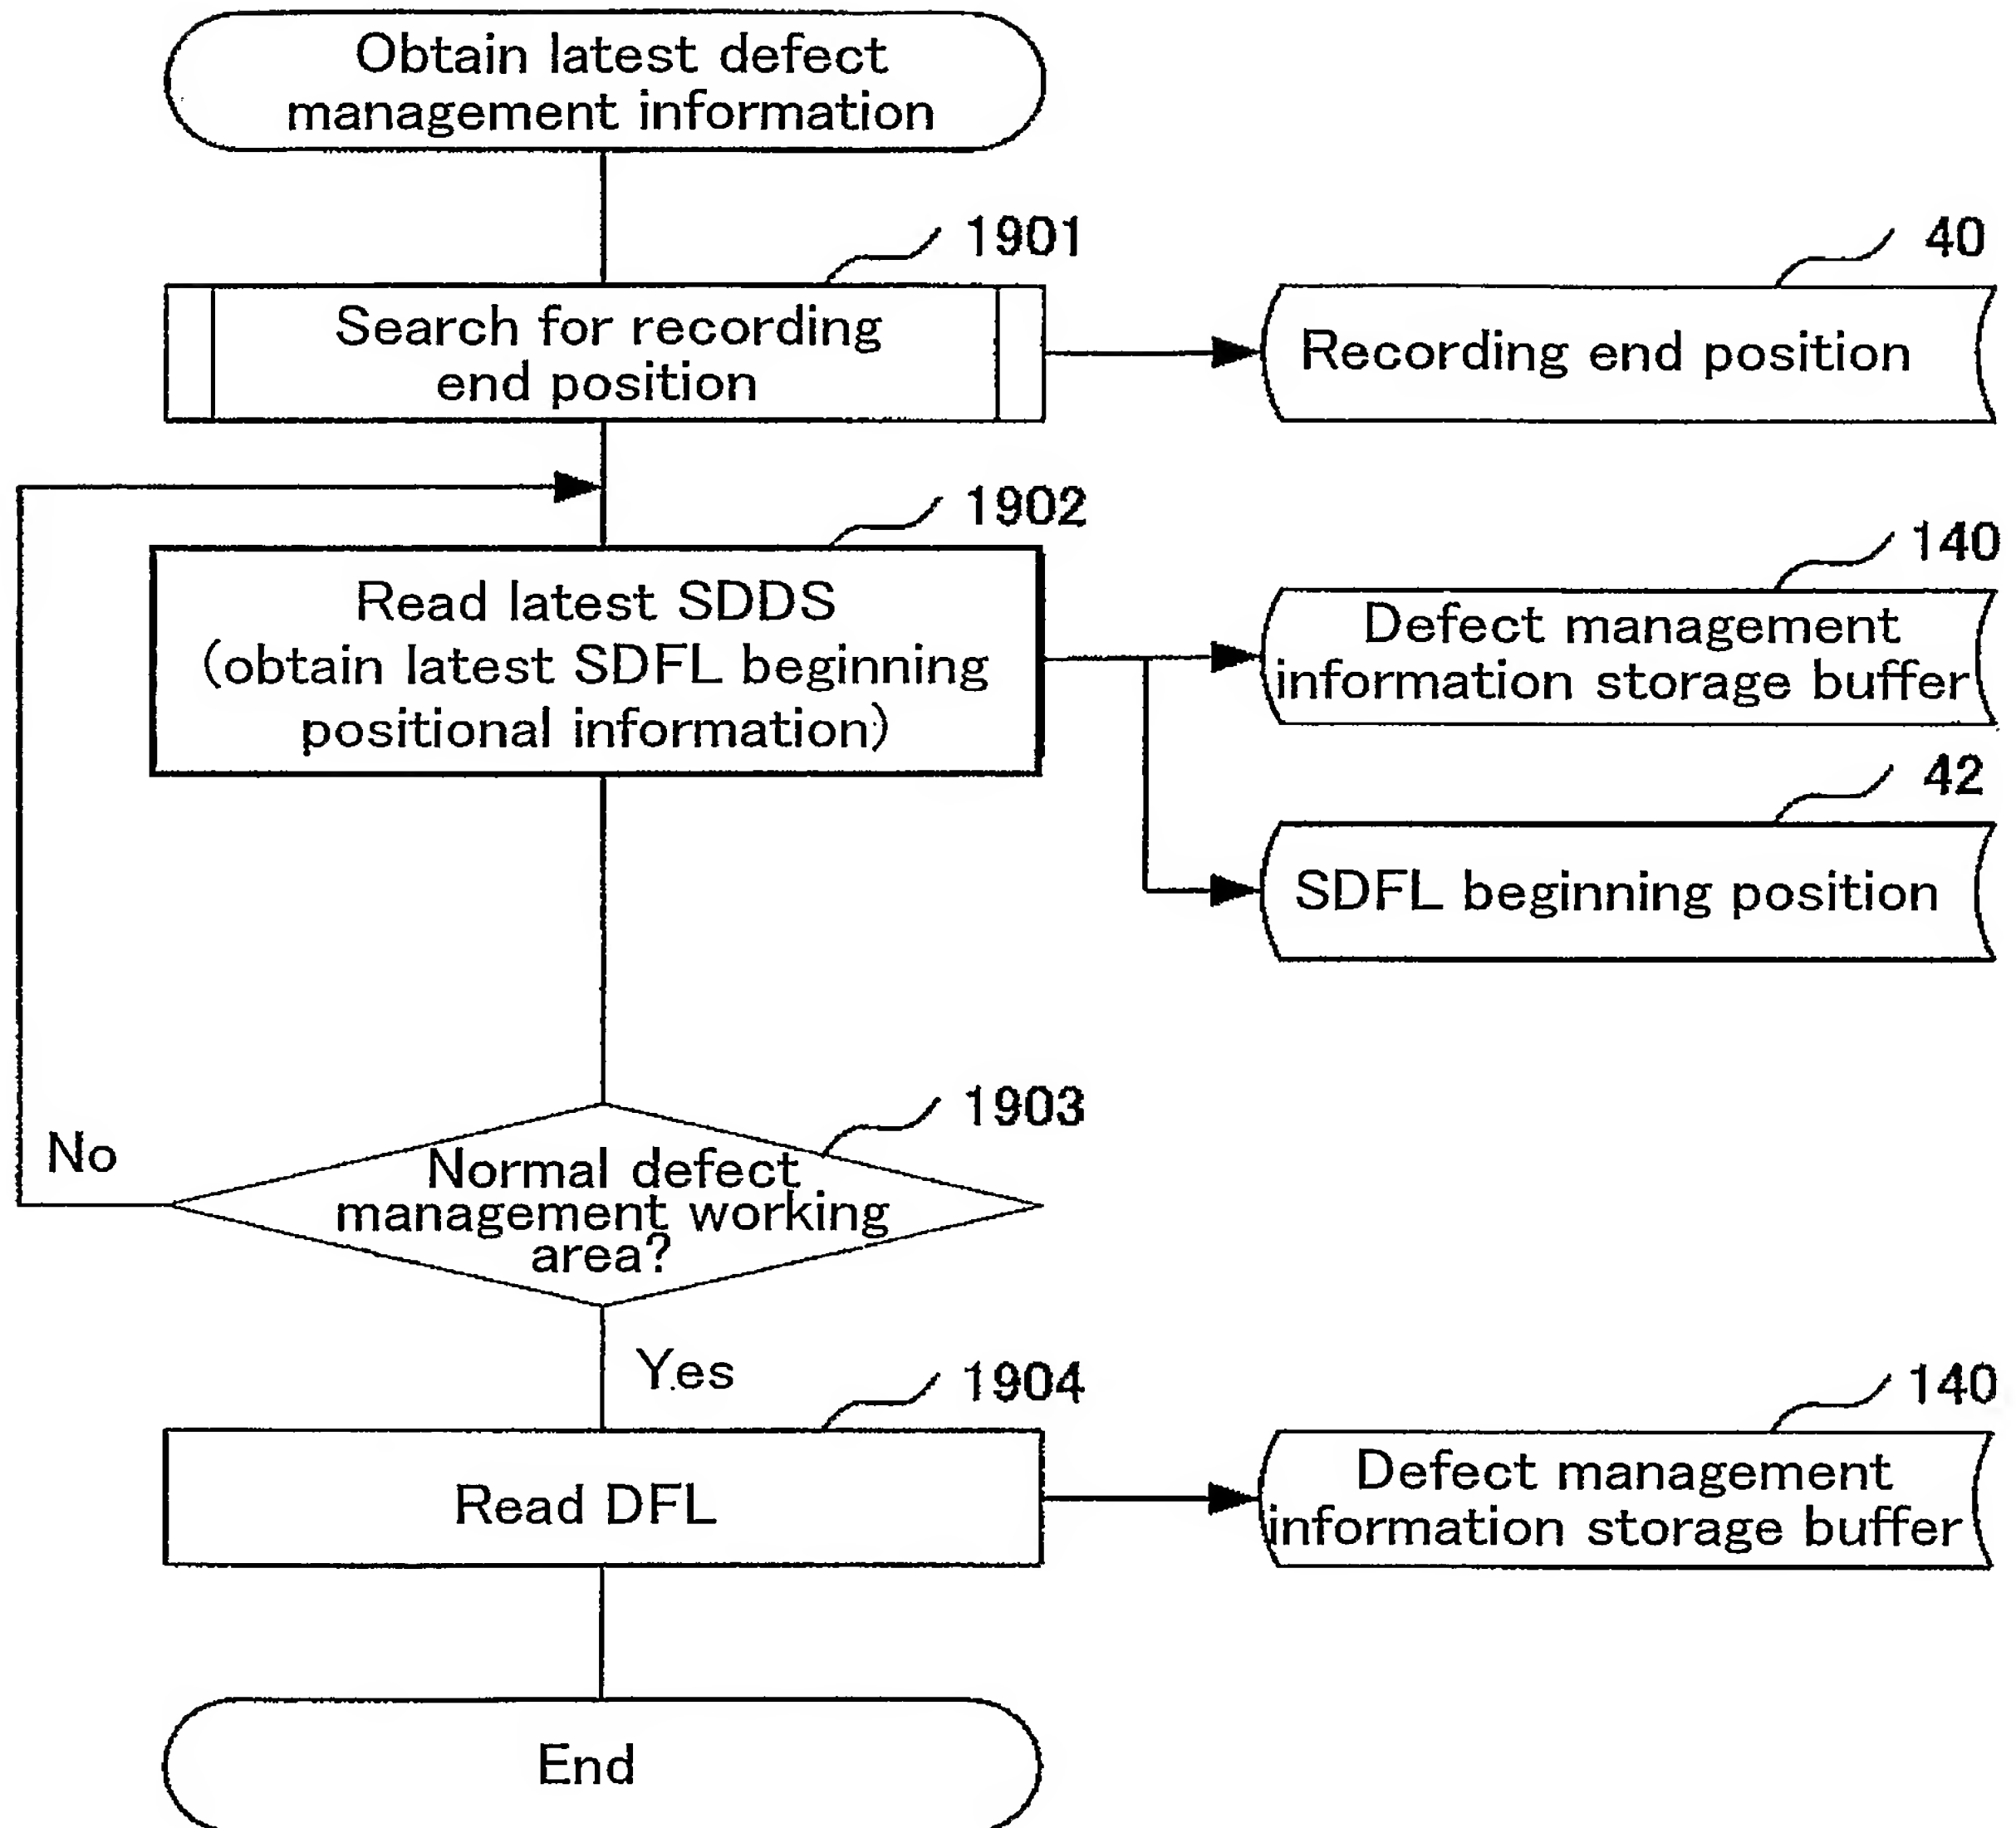 Obtain latest defect
management information
1901
40
Search for recording
end position
Recording end position
1902
140
Read latest SDDS
(obtain latest SDFL beginning
positional information)
Defect management
information storage buffer
42
SDFL beginning position
1903
No
Normal defect
management working
area?
Yes
1904
140
Read DFL
Defect management
information storage buffer
End